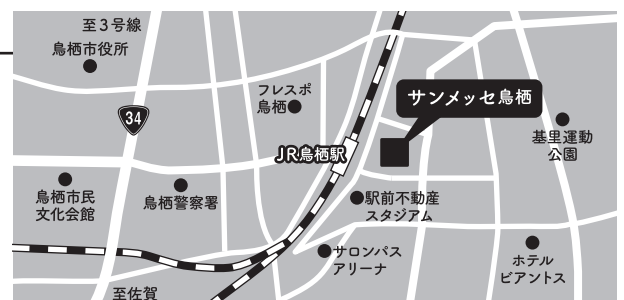 至3号線
鳥栖市役所
34
フレスポ
鳥栖
サンメッセ鳥栖
基里運動
公園
JR鳥栖駅
鳥栖市民
文化会館
鳥栖警察署
駅前不動産
スタジアム
サロンパス
アリーナ
ホテル
ビアントス
至佐賀